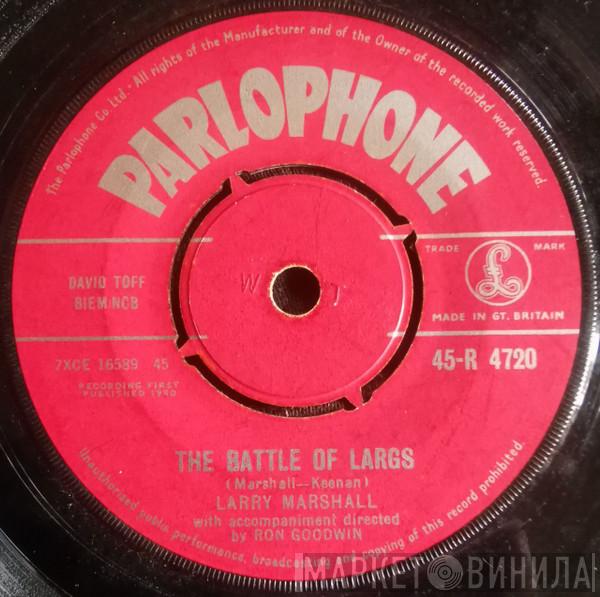 The Parlophone Co. Ltd. · All rights of the Manufacturer and of the Owner of the recorded work reserved.
PARLOPHONE
TRADE MARK
£
DAVID TOFF
BIEM NCB
MADE IN GT. BRITAIN
W T
7XCE 16589 45
45-R 4720
RECORDING FIRST
PUBLISHED 1960
THE BATTLE OF LARGS
(Marshall—Keenan)
LARRY MARSHALL
with accompaniment directed
by RON GOODWIN
Unauthorised public performance, broadcasting and copying of this record prohibited.
МАРКЕТ ВИНИЛА